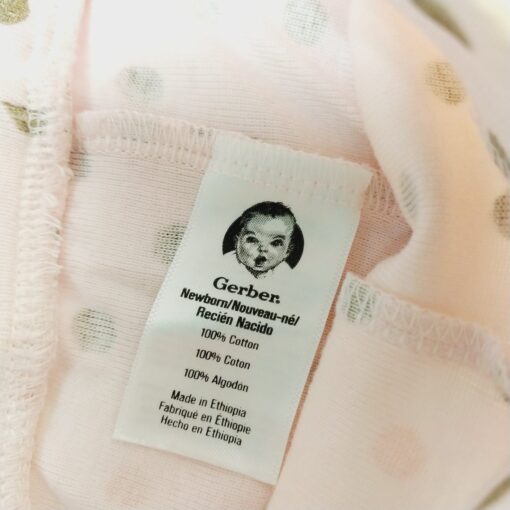 Gerber.
Newborn/Nouveau-né/
Recién Nacido
100% Cotton
100% Coton
100% Algodón
Made in Ethiopia
Fabriqué en Éthiopie
Hecho en Ethiopia